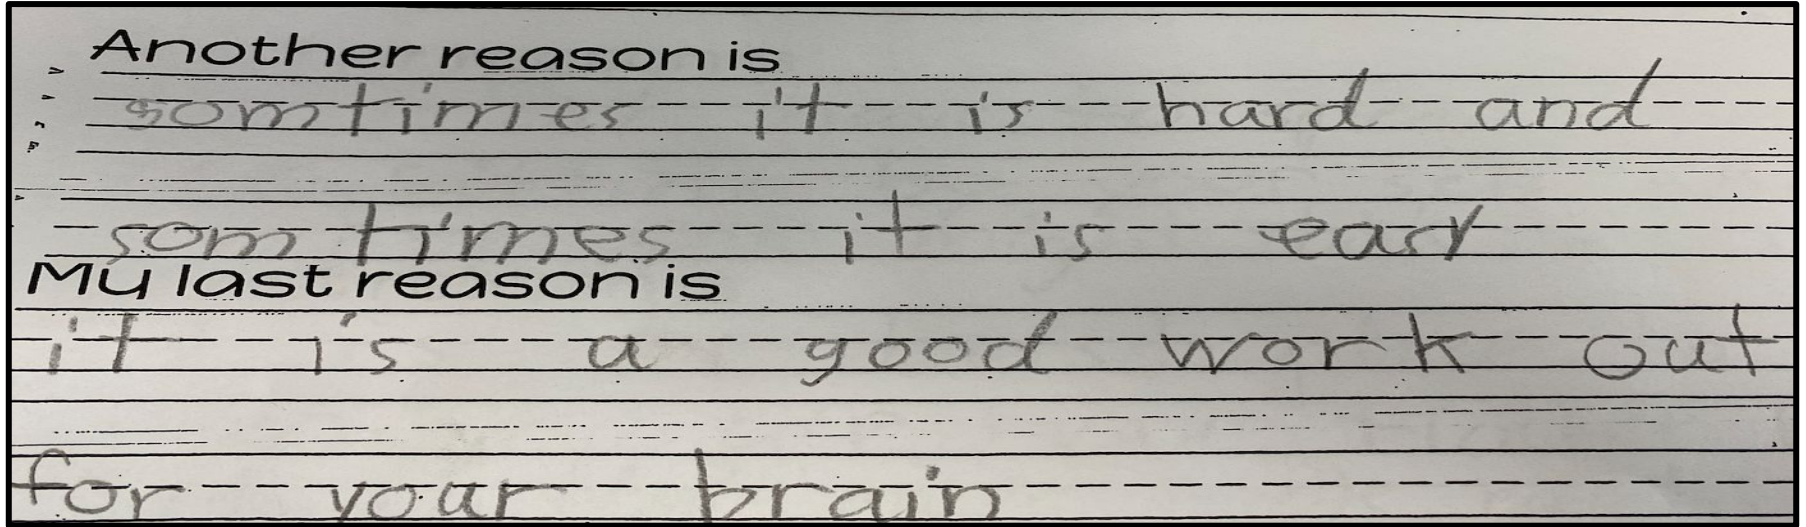 Another reason is
somtimes it is hard and
somtimes it is easy
My last reason is
it is a good work out
for your brain